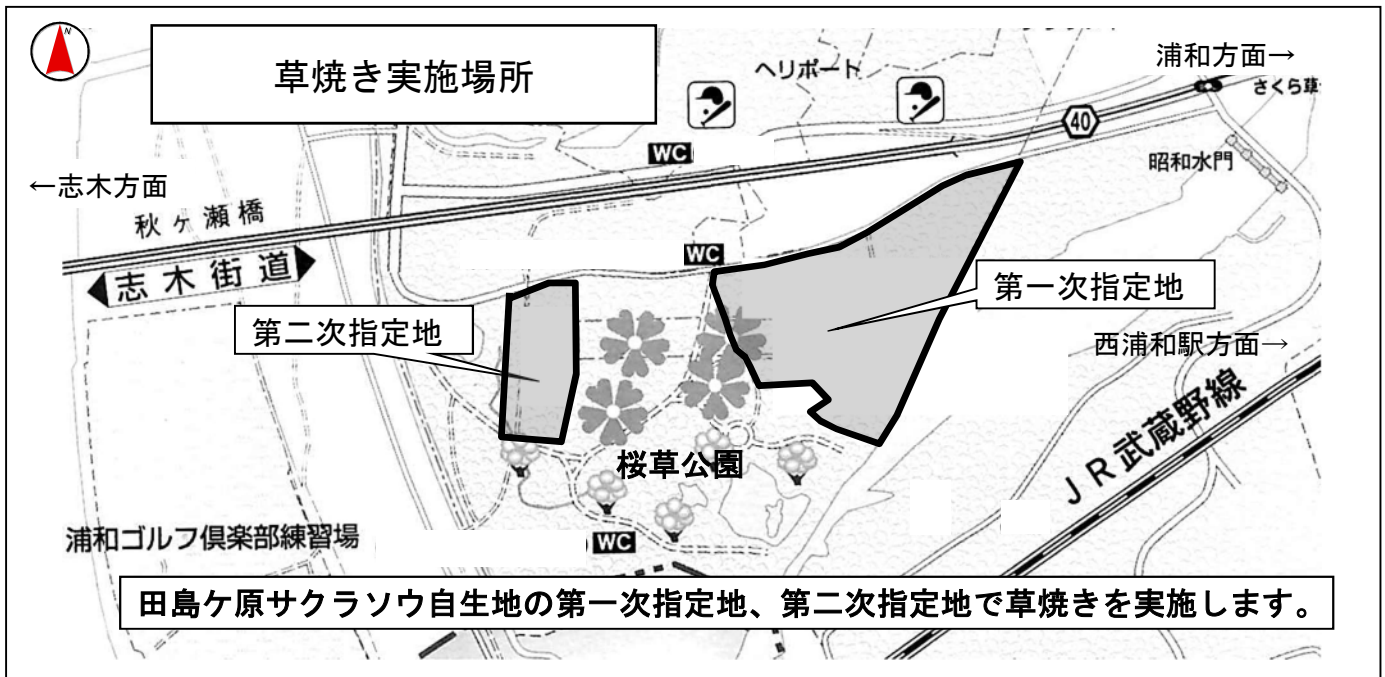 N
草焼き実施場所
ヘリポート
浦和方面→
さくら草
40
WC
昭和水門
←志木方面
秋ヶ瀬橋
志木街道
WC
第一次指定地
第二次指定地
西浦和駅方面→
JR武蔵野線
桜草公園
浦和ゴルフ倶楽部練習場
WC
田島ケ原サクラソウ自生地の第一次指定地、第二次指定地で草焼きを実施します。